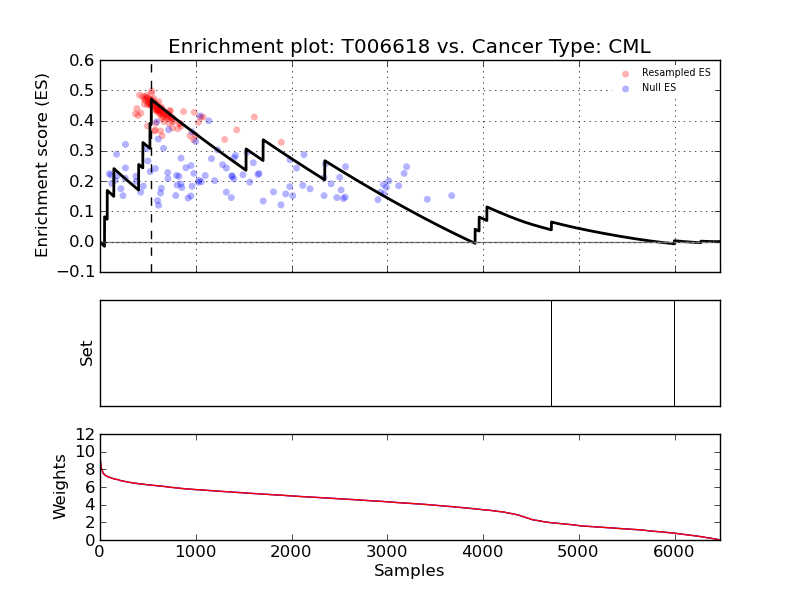 Enrichment plot: T006618 vs. Cancer Type: CML
Enrichment score (ES)
0.6
0.5
0.4
0.3
0.2
0.1
0.0
−0.1
Resampled ES
Null ES
Set
Weights
12
10
8
6
4
2
0
0 1000 2000 3000 4000 5000 6000
Samples